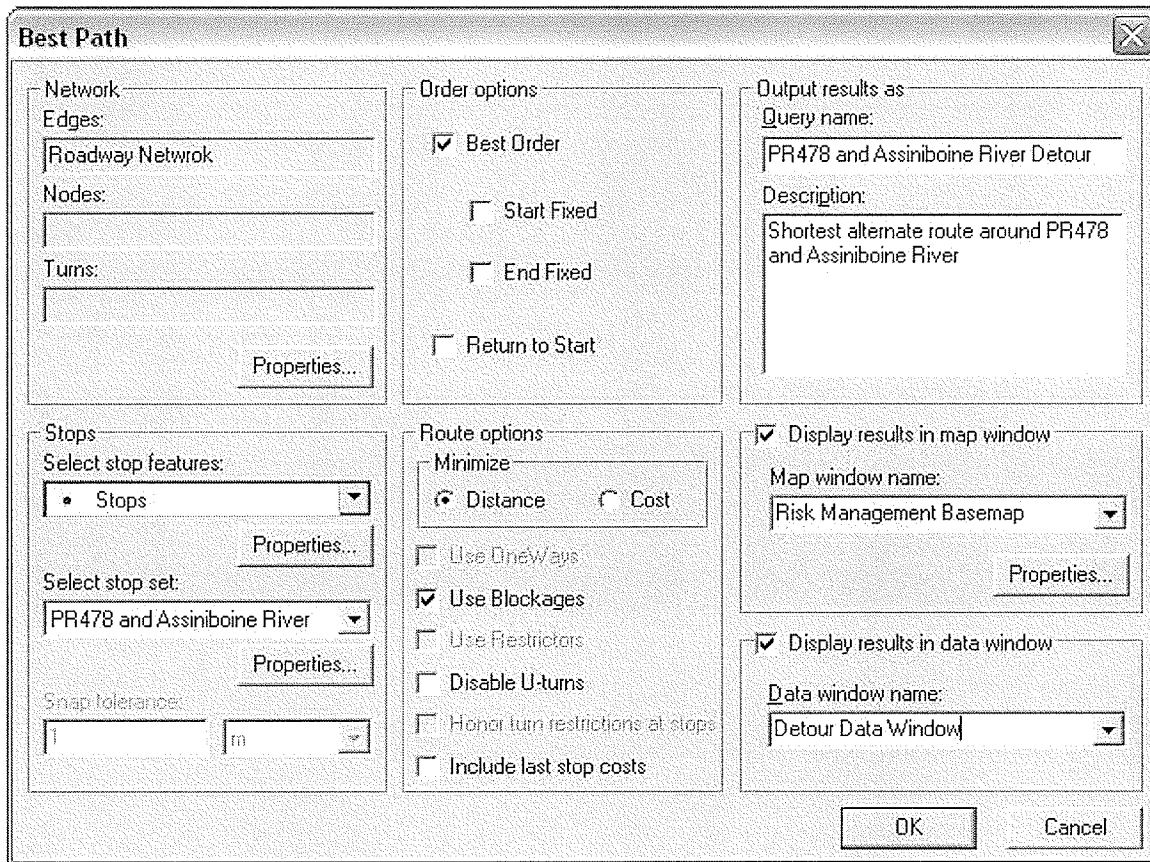 Best Path
Network
Edges:
Roadway Netwrok
Nodes:
Turns:
Properties...
Order options
Best Order
Start Fixed
End Fixed
Return to Start
Output results as
Query name:
PR478 and Assiniboine River Detour
Description:
Shortest alternate route around PR478
and Assiniboine River
Stops
Select stop features:
Stops
Properties...
Select stop set:
PR478 and Assiniboine River
Properties...
Snap tolerance:
1 m
Route options
Minimize
Distance Cost
Use OneWays
Use Blockages
Use Restrictors
Disable U-turns
Honor turn restrictions at stops
Include last stop costs
Display results in map window
Map window name:
Risk Management Basemap
Properties...
Display results in data window
Data window name:
Detour Data Window
OK Cancel